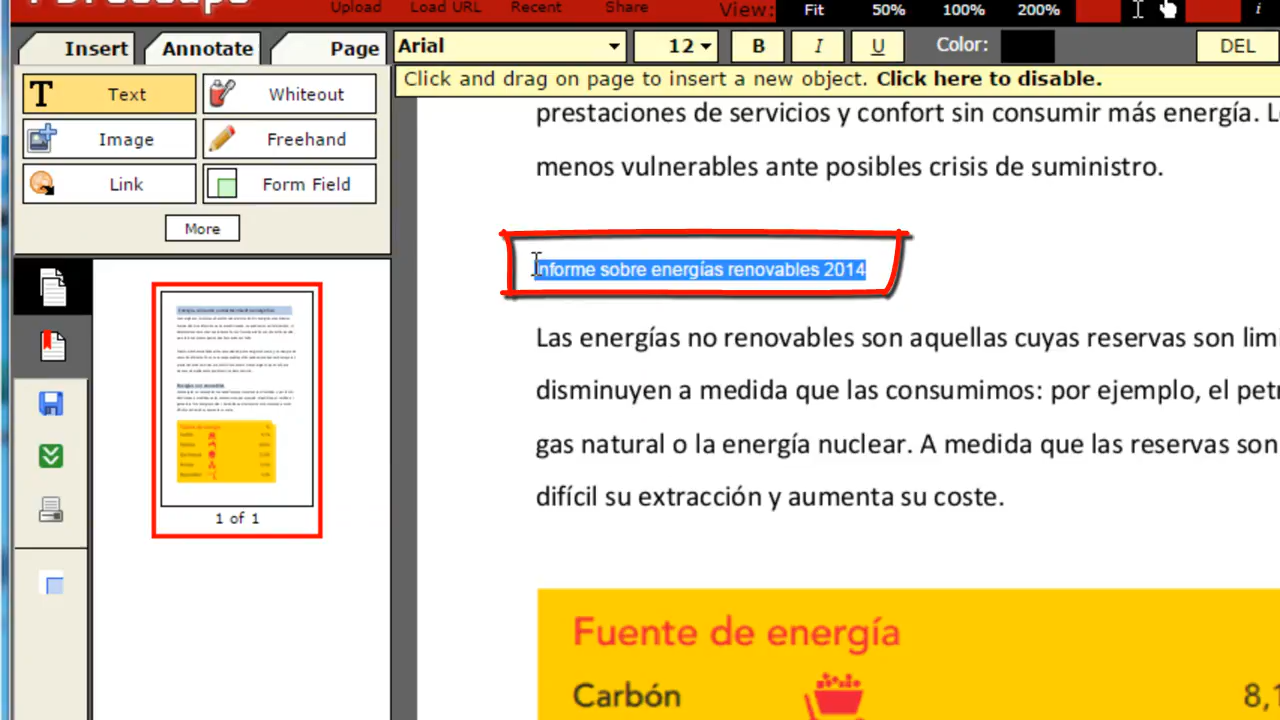 Upload Load URL Recent Share View: Fit 50% 100% 200%
Insert Annotate Page
Arial 12 B I U Color: DEL
Click and drag on page to insert a new object. Click here to disable.
Text Whiteout
Image Freehand
Link Form Field
More
1 of 1
prestaciones de servicios y confort sin consumir más energía.
menos vulnerables ante posibles crisis de suministro.
Informe sobre energías renovables 2014
Las energías no renovables son aquellas cuyas reservas son
disminuyen a medida que las consumimos: por ejemplo, el
gas natural o la energía nuclear. A medida que las reservas son
difícil su extracción y aumenta su coste.
Fuente de energía
Carbón 8,1